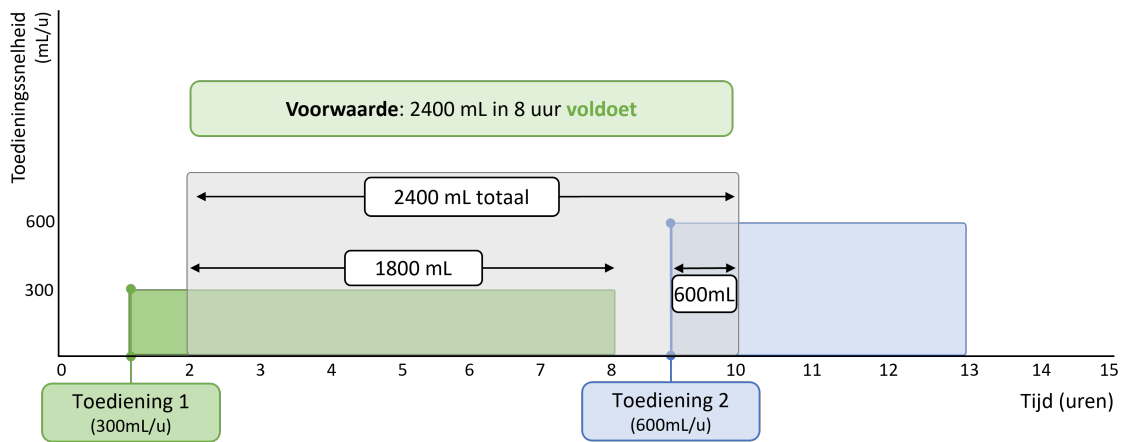 Toedieningssnelheid
(mL/u)
Voorwaarde: 2400 mL in 8 uur voldoet
2400 mL totaal
600
1800 mL
600mL
300
0 2 3 4 5 6 7 8 10 11 12 13 14 15
Toediening 1
(300mL/u)
Toediening 2
(600mL/u)
Tijd (uren)